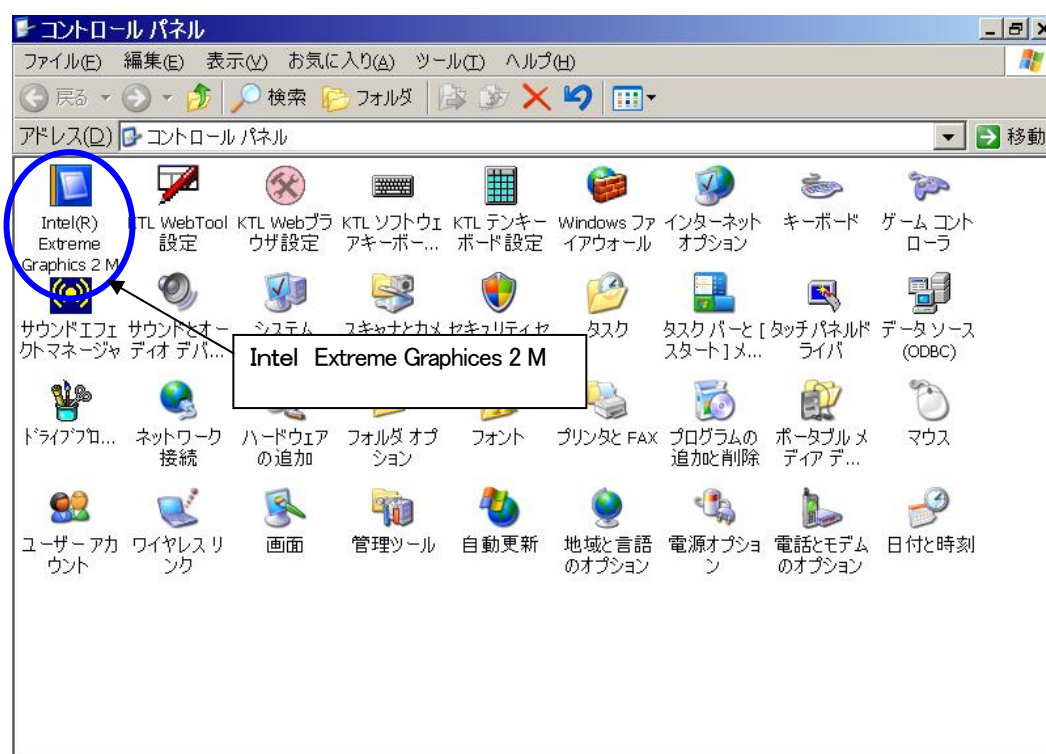 コントロール パネル
ファイル(E) 編集(E) 表示(V) お気に入り(A) ツール(T) ヘルプ(H)
戻る 検索 フォルダ
アドレス(D) コントロール パネル 移動
Intel(R)
Extreme
Graphics 2 M
KTL WebTool
設定
KTL Webブラ
ウザ設定
KTL ソフトウェ
アキーボー...
KTL テンキー
ボード設定
Windows ファ
イアウォール
インターネット
オプション
キーボード
ゲーム コント
ローラ
サウンドエフェ
クトマネージャ
サウンドとオー
ディオ デバ...
システム
スキャナとカメ
セキュリティ セ
タスク
タスク バーと [
スタート] メ...
タッチパネルド
ライバ
データ ソース
(ODBC)
Intel Extreme Graphices 2 M
ドライブプロ...
ネットワーク
接続
ハードウェア
の追加
フォルダ オプ
ション
フォント
プリンタと FAX
プログラムの
追加と削除
ポータブル メ
ディア デ...
マウス
ユーザー アカ
ウント
ワイヤレス リ
ンク
画面
管理ツール
自動更新
地域と言語
のオプション
電源オプショ
ン
電話とモデム
のオプション
日付と時刻